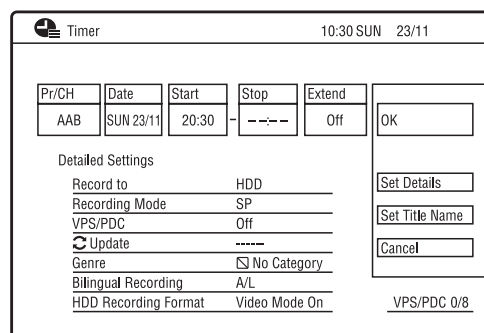 Timer 10:30 SUN 23/11
Pr/CH Date Start Stop Extend
AAB SUN 23/11 20:30 – --:-- Off OK
Detailed Settings
Record to HDD
Set Details
Recording Mode SP
VPS/PDC Off
Set Title Name
Update -----
Cancel
Genre No Category
Bilingual Recording A/L
HDD Recording Format Video Mode On VPS/PDC 0/8